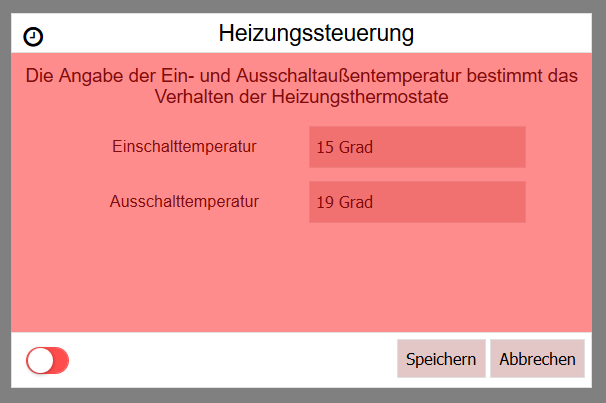 Heizungssteuerung
Die Angabe der Ein- und Ausschaltaußentemperatur bestimmt das
Verhalten der Heizungsthermostate
Einschalttemperatur
15 Grad
Ausschalttemperatur
19 Grad
Speichern
Abbrechen